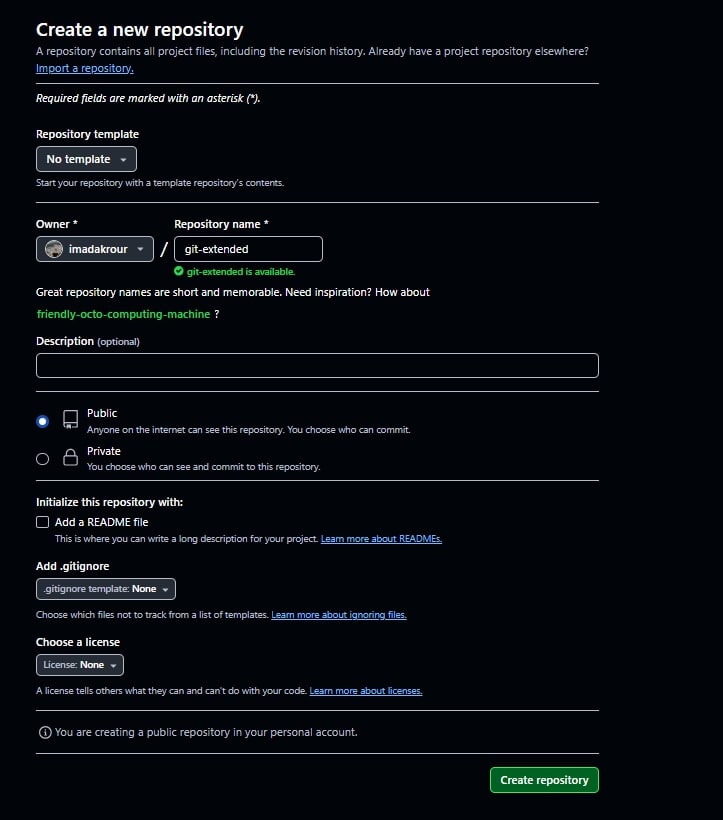 Create a new repository
A repository contains all project files, including the revision history. Already have a project repository elsewhere?
Import a repository.
Required fields are marked with an asterisk (*).
Repository template
No template
Start your repository with a template repository's contents.
Owner * Repository name *
imadakrour / git-extended
git-extended is available.
Great repository names are short and memorable. Need inspiration? How about
friendly-octo-computing-machine ?
Description (optional)
Public
Anyone on the internet can see this repository. You choose who can commit.
Private
You choose who can see and commit to this repository.
Initialize this repository with:
Add a README file
This is where you can write a long description for your project. Learn more about READMEs.
Add .gitignore
.gitignore template: None
Choose which files not to track from a list of templates. Learn more about ignoring files.
Choose a license
License: None
A license tells others what they can and can't do with your code. Learn more about licenses.
You are creating a public repository in your personal account.
Create repository